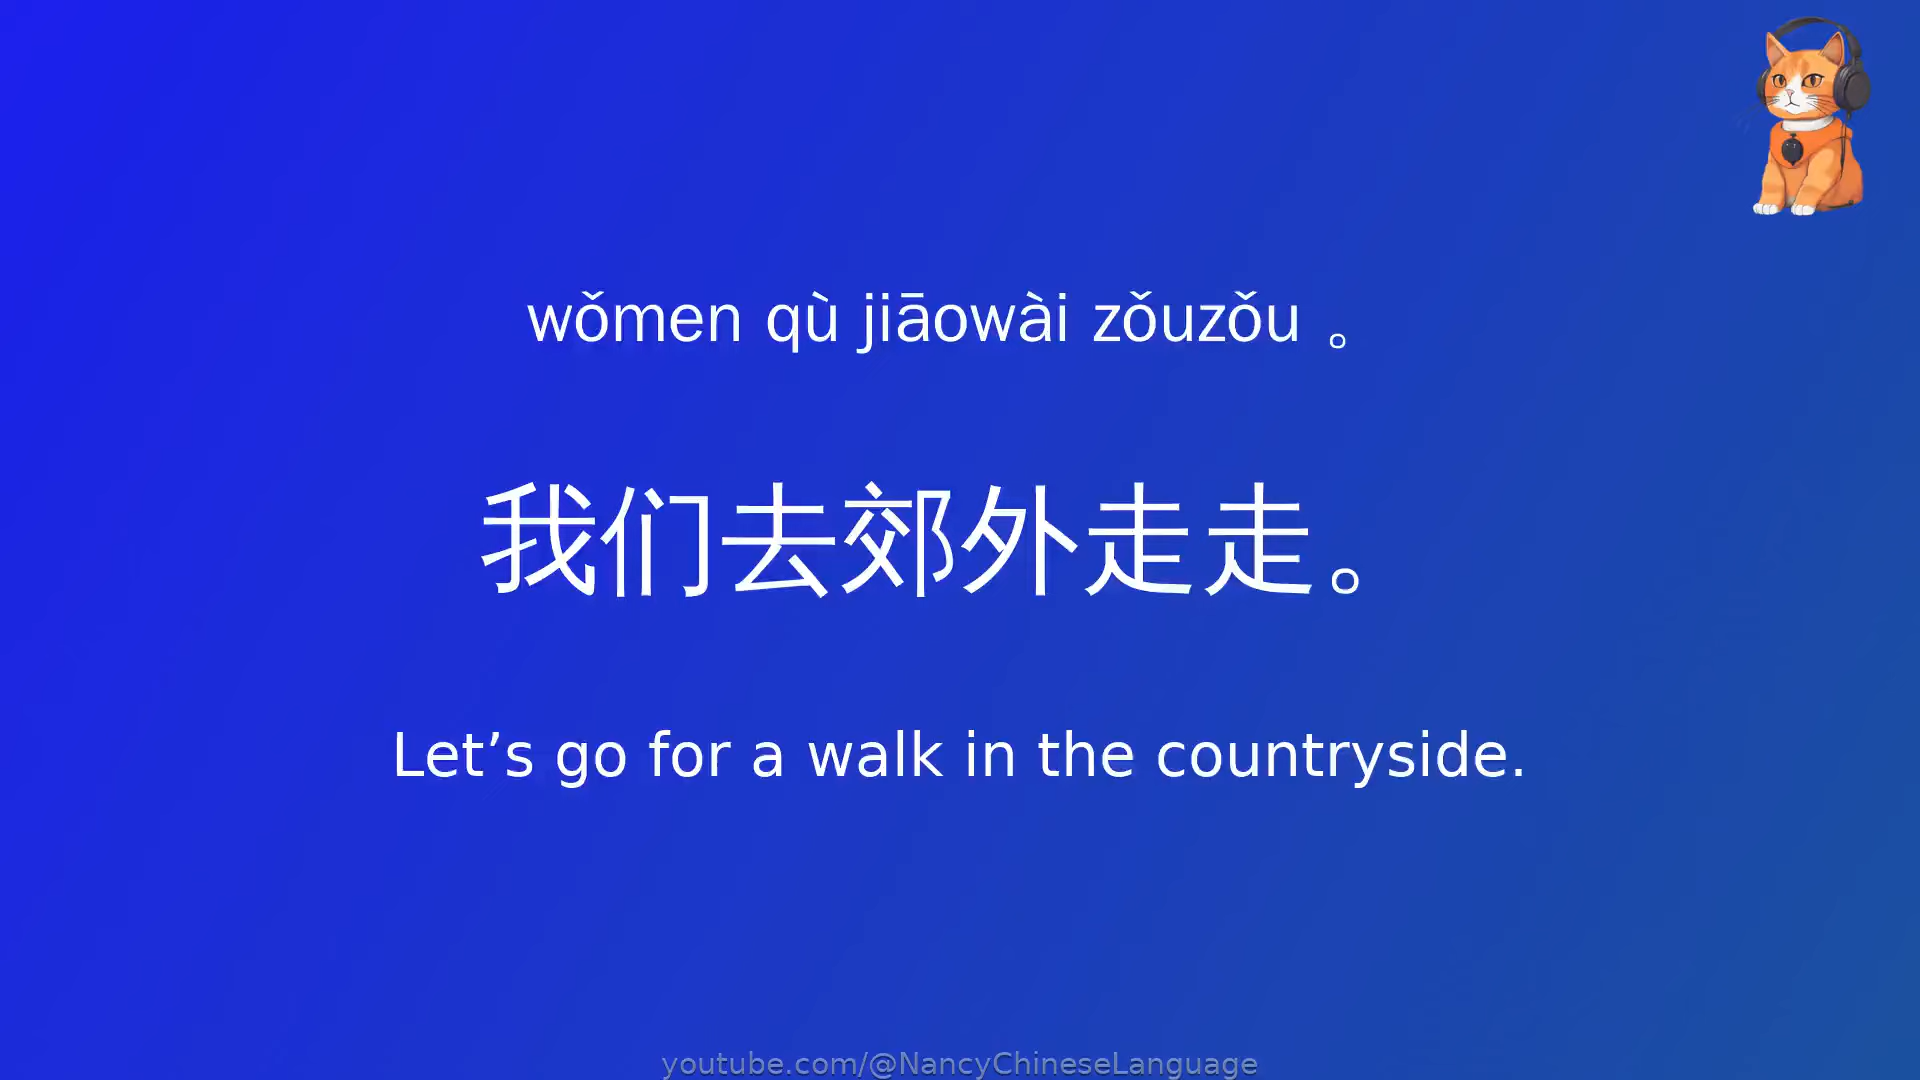 wǒmen qù jiāowài zǒuzǒu 。
我们去郊外走走。
Let’s go for a walk in the countryside.
youtube.com/@NancyChineseLanguage